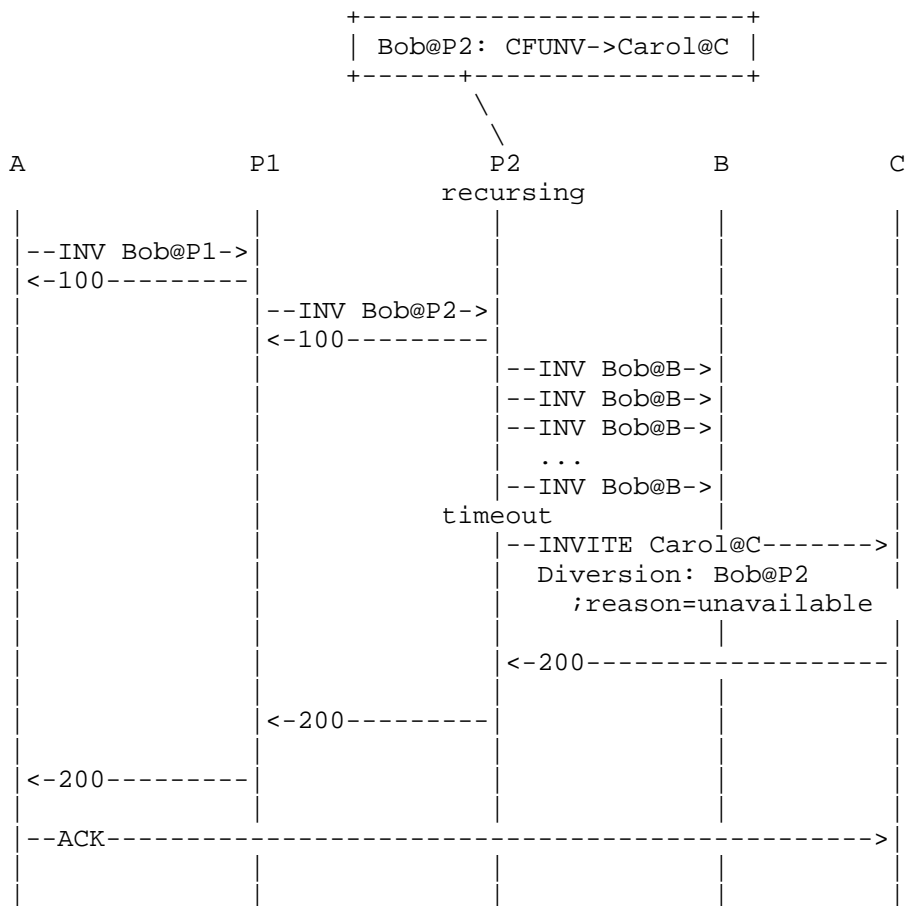 +-------------------------+
| Bob@P2: CFUNV->Carol@C |
+------+------------------+
\
\
A P1 P2 B C
recursing
| | | | |
|--INV Bob@P1->| | | |
|<-100---------| | | |
| |--INV Bob@P2->| | |
| |<-100---------| | |
| | |--INV Bob@B->| |
| | |--INV Bob@B->| |
| | |--INV Bob@B->| |
| | | ... | |
| | |--INV Bob@B->| |
| | timeout | |
| | |--INVITE Carol@C------->|
| | | Diversion: Bob@P2 |
| | | ;reason=unavailable |
| | | | |
| | |<-200-------------------|
| | | | |
| |<-200---------| | |
| | | | |
|<-200---------| | | |
| | | | |
|--ACK--------------------------------------------->|
| | | | |
| | | | |